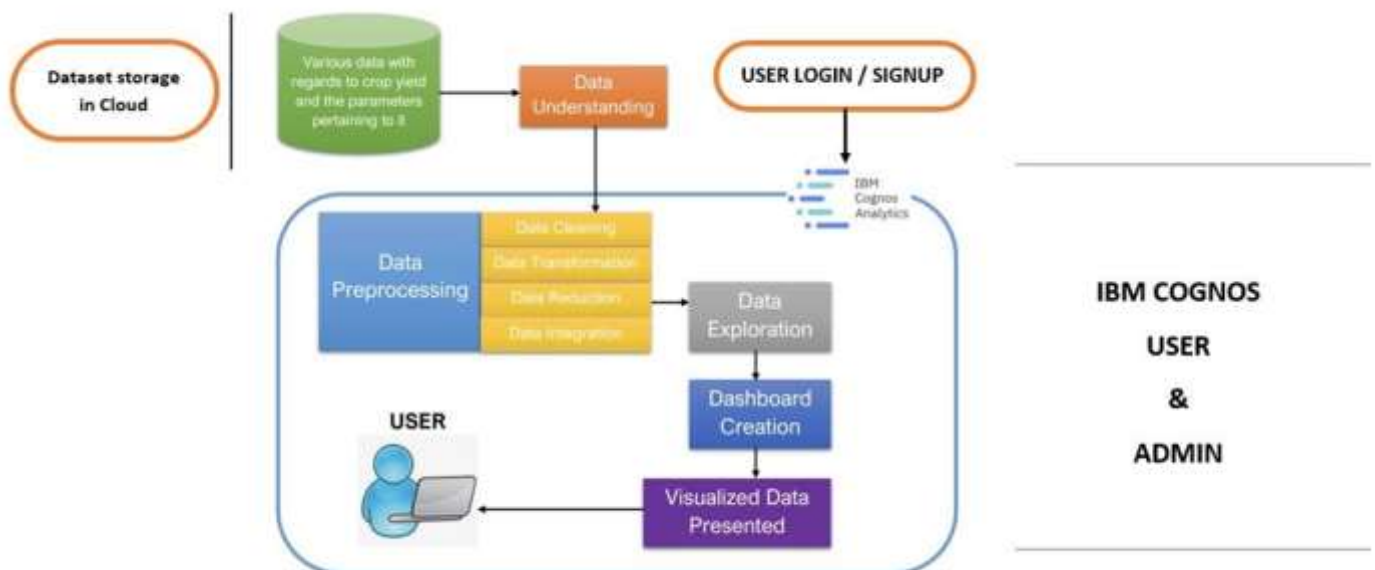 Dataset storage
in Cloud
Various data with
regards to crop yield
and the parameters
pertaining to it
Data
Understanding
USER LOGIN / SIGNUP
IBM
Cognos
Analytics
Data
Preprocessing
Data Cleaning
Data Transformation
Data Reduction
Data Integration
Data
Exploration
Dashboard
Creation
Visualized Data
Presented
USER
IBM COGNOS
USER
&
ADMIN